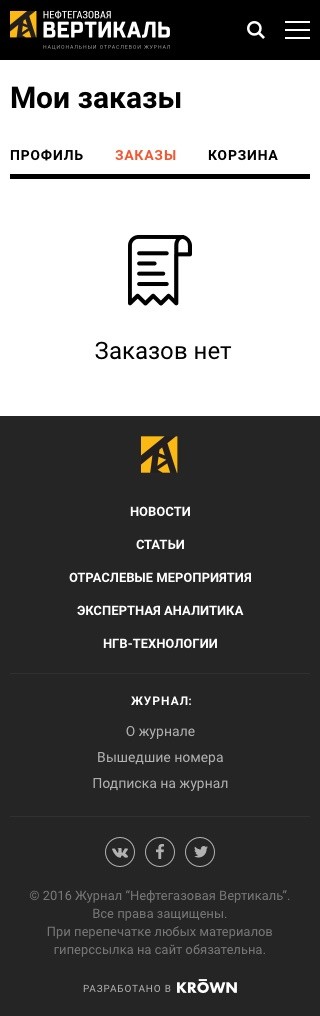 НЕФТЕГАЗОВАЯ
ВЕРТИКАЛЬ
НАЦИОНАЛЬНЫЙ ОТРАСЛЕВОЙ ЖУРНАЛ
Мои заказы
ПРОФИЛЬ ЗАКАЗЫ КОРЗИНА
Заказов нет
НОВОСТИ
СТАТЬИ
ОТРАСЛЕВЫЕ МЕРОПРИЯТИЯ
ЭКСПЕРТНАЯ АНАЛИТИКА
НГВ-ТЕХНОЛОГИИ
ЖУРНАЛ:
О журнале
Вышедшие номера
Подписка на журнал
© 2016 Журнал “Нефтегазовая Вертикаль“.
Все права защищены.
При перепечатке любых материалов
гиперссылка на сайт обязательна.
РАЗРАБОТАНО В KRŌWN